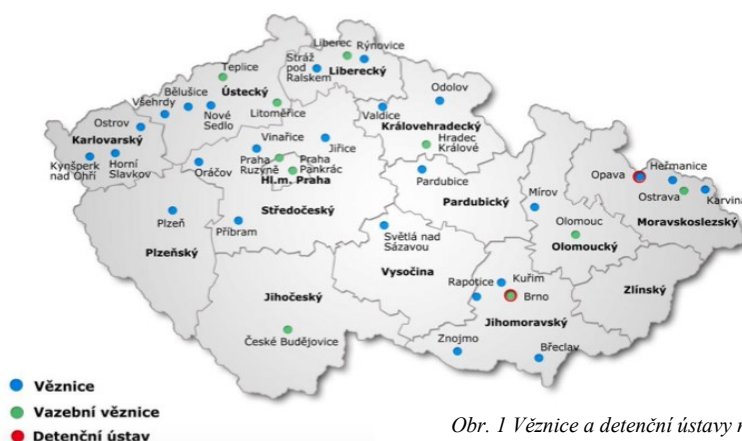 Liberec Rýnovice
Stráž
pod
Ralskem
Liberecký
Teplice
Ústecký
Bělušice
Všehrdy
Nové
Sedlo
Litoměřice
Odolov
Valdice
Královehradecký
Hradec
Králové
Ostrov
Karlovarský
Kynšperk
nad Ohří
Horní
Slavkov
Vinařice
Jiřice
Praha
Ruzyně
Praha
Pankrác
Hl.m. Praha
Oráčov
Středočeský
Plzeň
Příbram
Plzeňský
Pardubice
Pardubický
Mírov
Opava
Heřmanice
Ostrava
Karviná
Moravskoslezský
Olomouc
Olomoucký
Světlá nad
Sázavou
Vysočina
Rapotice
Kuřim
Brno
Zlínský
Jihočeský
Jihomoravský
České Budějovice
Znojmo
Břeclav
Věznice
Vazební věznice
Detenční ústav
Obr. 1 Věznice a detenční ústavy